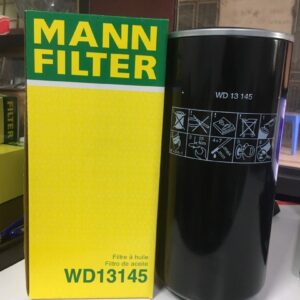 MANN
FILTER
Filtre à huile
Filtro de aceite
WD13145
WD 13 145